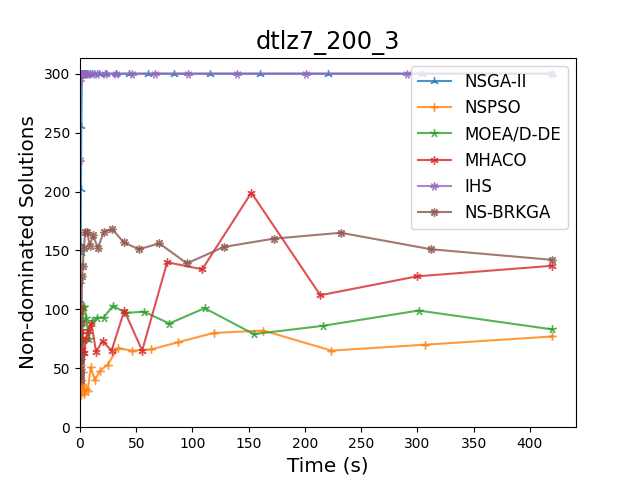 dtlz7_200_3
Non-dominated Solutions
300
250
200
150
100
50
0
0 50 100 150 200 250 300 350 400
Time (s)
NSGA-II
NSPSO
MOEA/D-DE
MHACO
IHS
NS-BRKGA